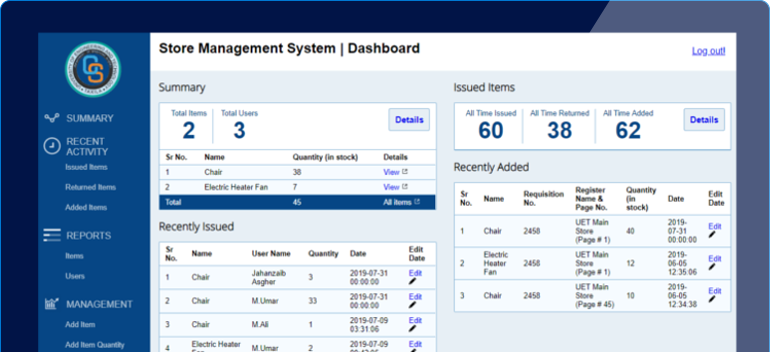 Store Management System | Dashboard
Log out!
SUMMARY
RECENT
ACTIVITY
Issued Items
Returned Items
Added Items
REPORTS
Items
Users
MANAGEMENT
Add Item
Add Item Quantity
Summary
Total Items
2
Total Users
3
Details
Sr No. Name Quantity (in stock) Details
1 Chair 38 View
2 Electric Heater Fan 7 View
Total 45 All items
Recently Issued
Sr
No. Name User Name Quantity Date Edit
Date
1 Chair Jahanzaib
Asgher 3 2019-07-31
00:00:00 Edit
2 Chair M.Umar 33 2019-07-31
00:00:00 Edit
3 Chair M.Ali 1 2019-07-09
03:31:06 Edit
4 Electric Heater
M.Umar 2 2019-07-09 Edit
Issued Items
All Time Issued
60
All Time Returned
38
All Time Added
62
Details
Recently Added
Sr
No. Name Requisition
No. Register
Name &
Page No. Quantity
(in
stock) Date Edit
Date
1 Chair 2458 UET Main
Store
(Page # 1) 40 2019-
07-31
00:00:00 Edit
2 Electric
Heater
Fan 2458 UET Main
Store
(Page # 1) 12 2019-
06-05
12:35:06 Edit
3 Chair 2458 UET Main
Store
(Page # 45) 10 2019-
06-05
12:34:38 Edit